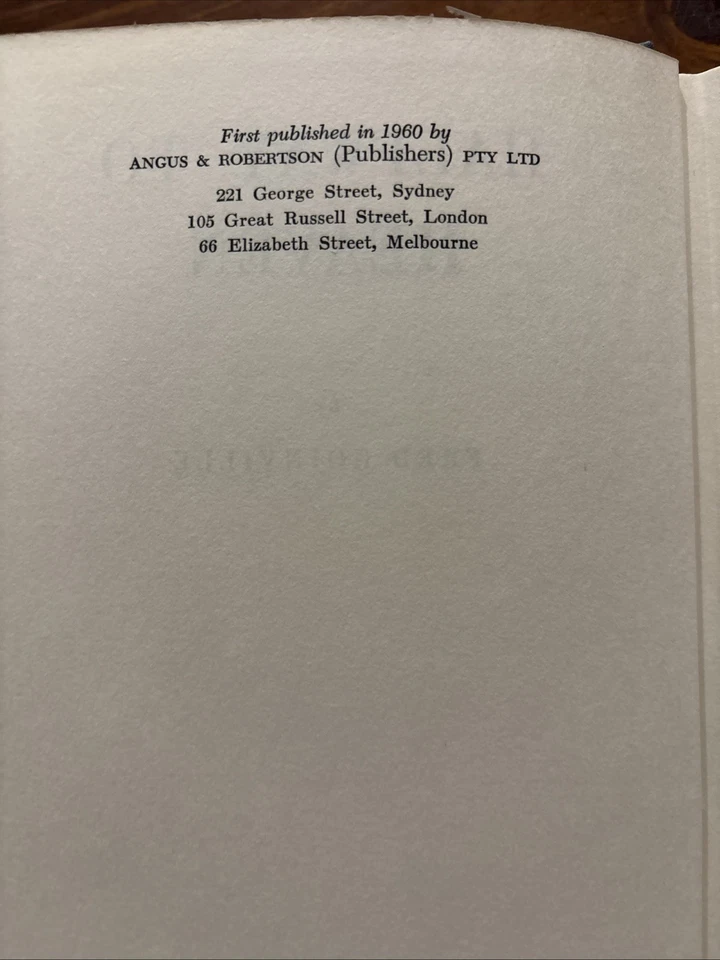 First published in 1960 by
ANGUS & ROBERTSON (Publishers) PTY LTD
221 George Street, Sydney
105 Great Russell Street, London
66 Elizabeth Street, Melbourne